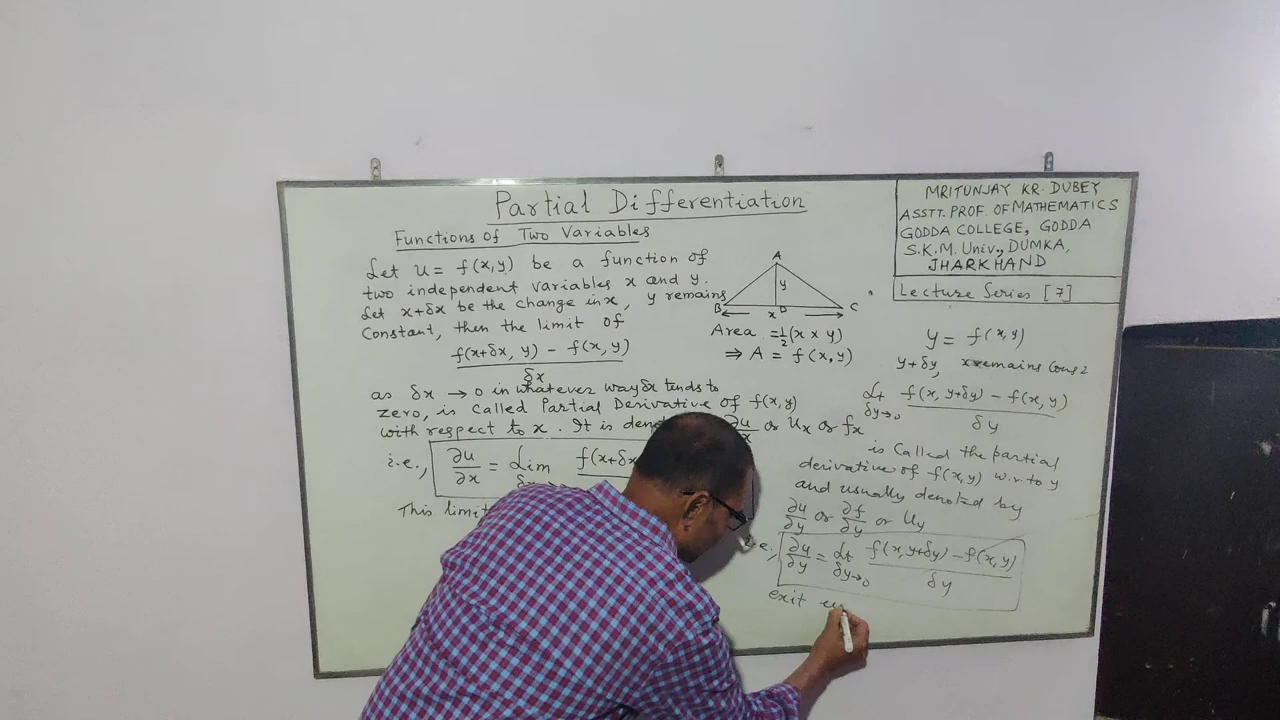 Partial Differentiation
Functions of Two Variables
Let u = f(x,y) be a function of
two independent variables x and y.
Let x+δx be the change in x, y remains
Constant, then the limit of
f(x+δx, y) - f(x,y)
δx
as δx → 0 in whatever way δx tends to
zero, is Called Partial Derivative of f(x,y)
with respect to x. It is ∂u or Ux or fx
i.e., ∂u/∂x = Lim f(x+δx
This limit
A
y
B x D C
Area = 1/2 (x × y)
⇒ A = f(x,y)
MRITUNJAY KR. DUBEY
ASSTT. PROF. OF MATHEMATICS
GODDA COLLEGE, GODDA
S.K.M. Univ., DUMKA,
JHARKHAND
Lecture Series [7]
y = f(x,y)
y+δy, x remains
Lt δy→0 f(x, y+δy) - f(x,y)
δy
is Called the partial
derivative of f(x,y) w.r. to y
and usually denoted by
∂u/∂y or ∂f/∂y or Uy
i.e., ∂u/∂y = Lt δy→0 f(x, y+δy) - f(x,y)
δy
exit